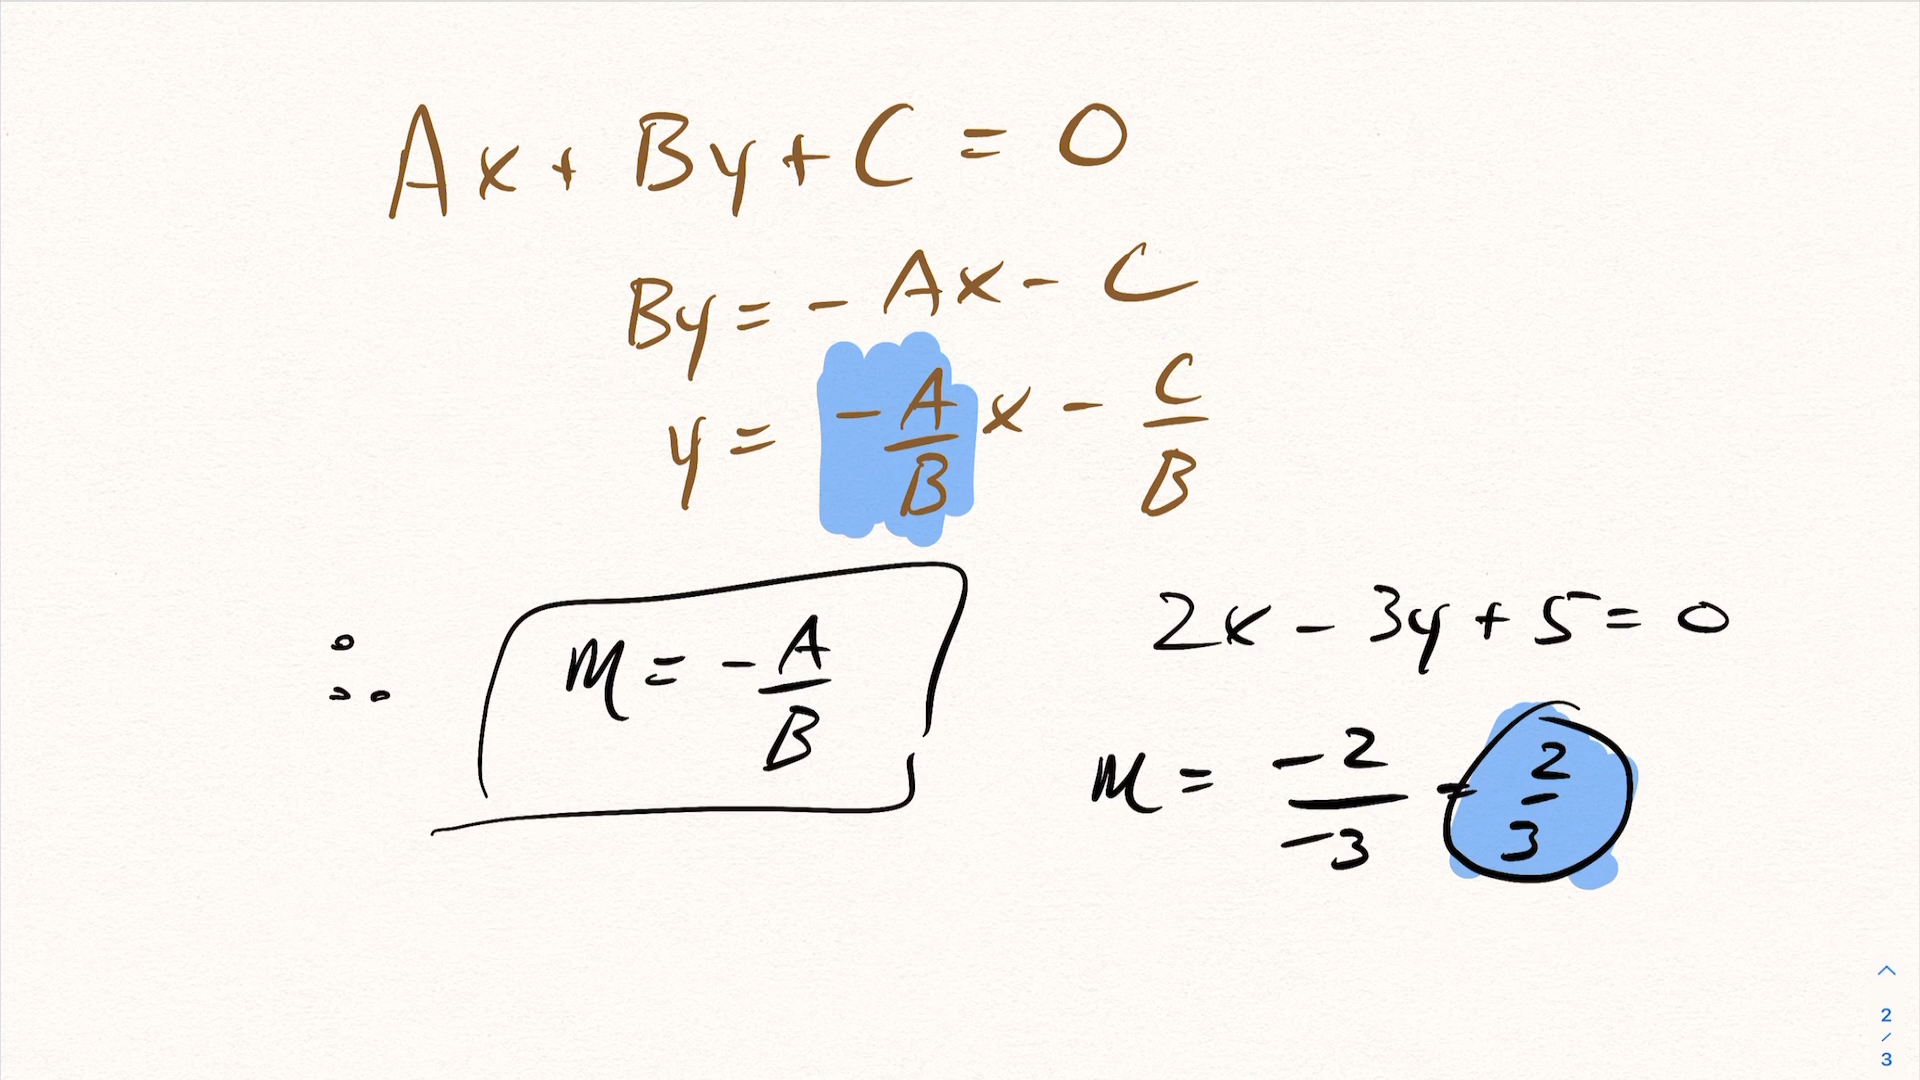 Ax + By + C = 0
By = - Ax - C
y = - A/B x - C/B
∴ m = - A/B
2x - 3y + 5 = 0
m = -2/-3 = 2/3
2/3